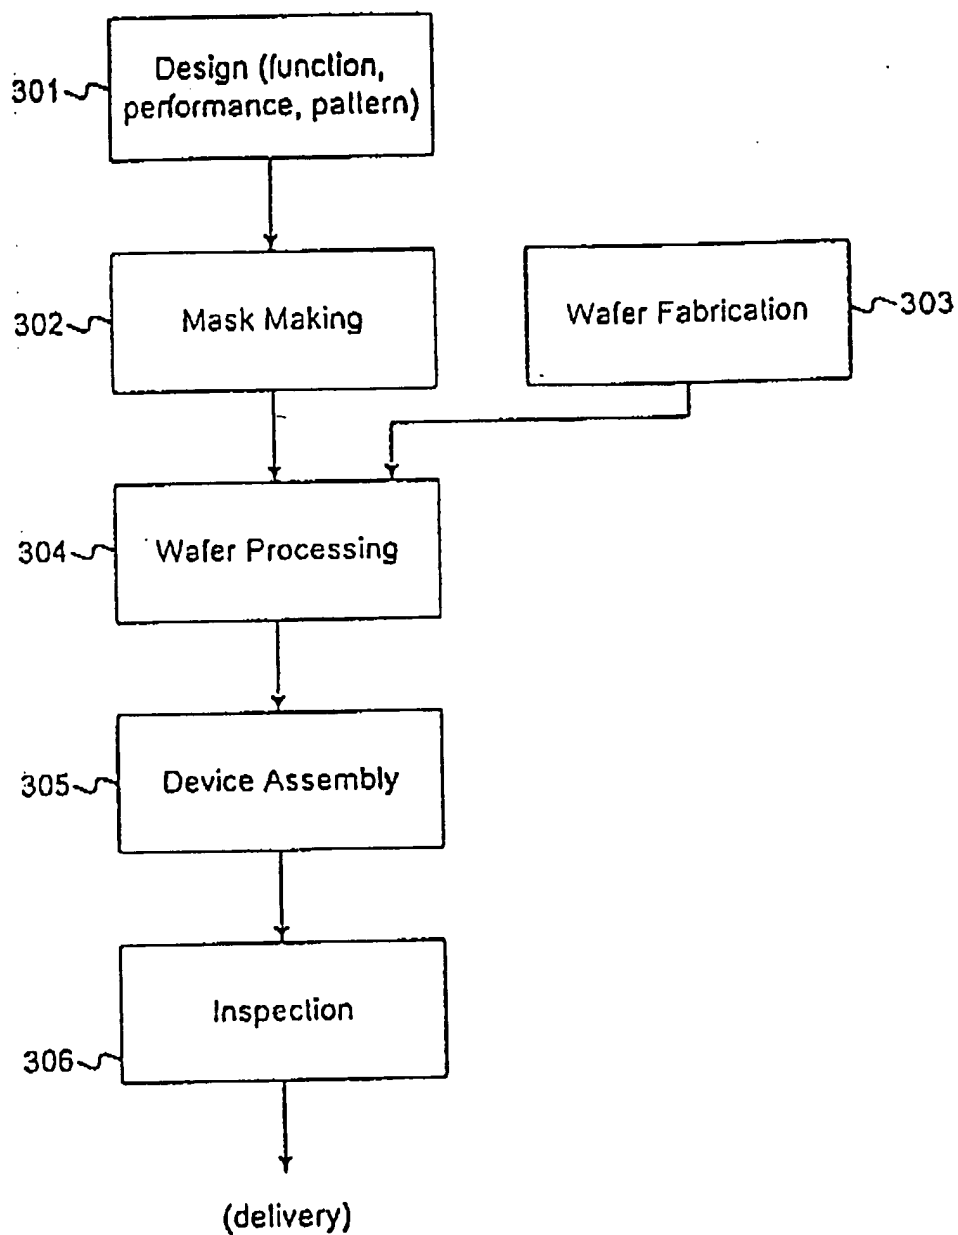 301
Design (function,
performance, pattern)
302
Mask Making
Wafer Fabrication
303
304
Wafer Processing
305
Device Assembly
Inspection
306
(delivery)